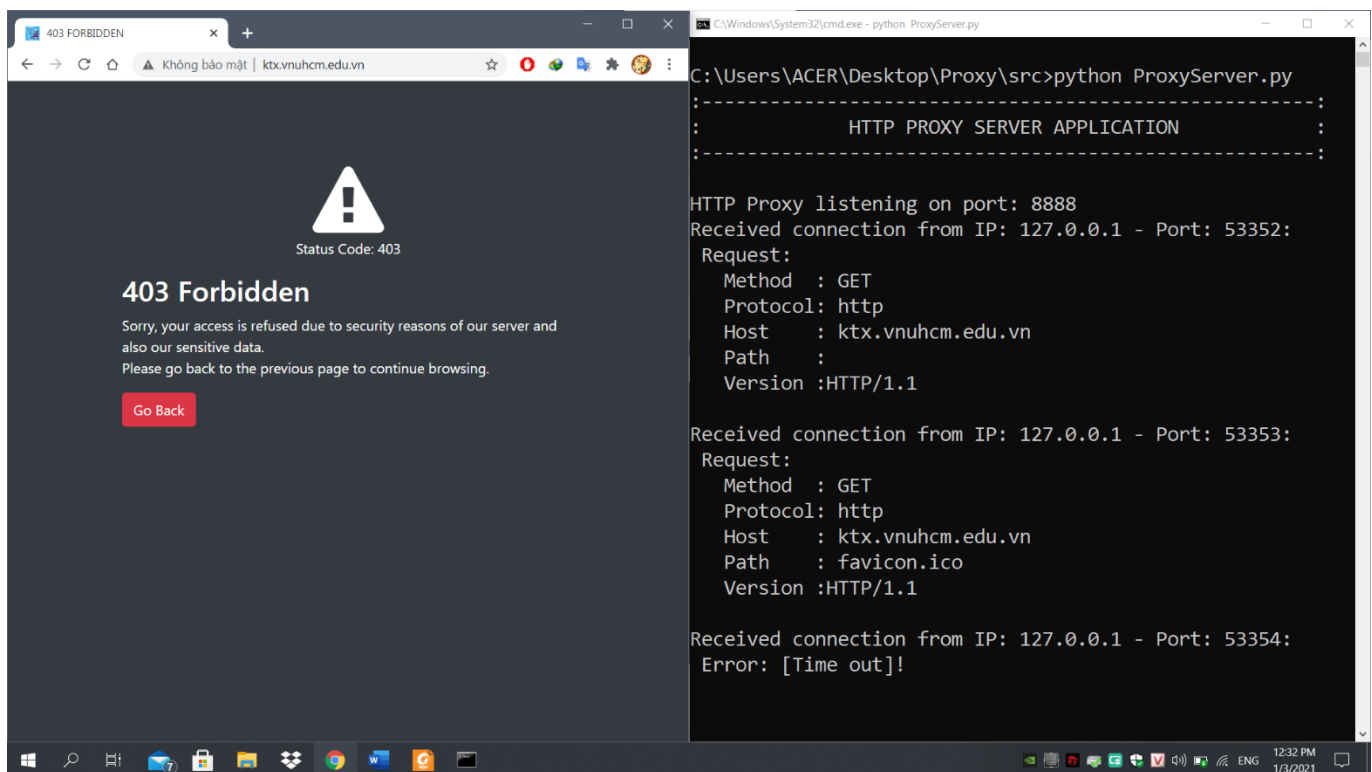 403 FORBIDDEN
Không bảo mật | ktx.vnuhcm.edu.vn
Status Code: 403
403 Forbidden
Sorry, your access is refused due to security reasons of our server and
also our sensitive data.
Please go back to the previous page to continue browsing.
Go Back
C:\Windows\System32\cmd.exe - python ProxyServer.py
C:\Users\ACER\Desktop\Proxy\src>python ProxyServer.py
:------------------------------------------------------:
: HTTP PROXY SERVER APPLICATION :
:------------------------------------------------------:
HTTP Proxy listening on port: 8888
Received connection from IP: 127.0.0.1 - Port: 53352:
Request:
Method : GET
Protocol: http
Host : ktx.vnuhcm.edu.vn
Path :
Version :HTTP/1.1
Received connection from IP: 127.0.0.1 - Port: 53353:
Request:
Method : GET
Protocol: http
Host : ktx.vnuhcm.edu.vn
Path : favicon.ico
Version :HTTP/1.1
Received connection from IP: 127.0.0.1 - Port: 53354:
Error: [Time out]!
7
ENG
12:32 PM
1/3/2021